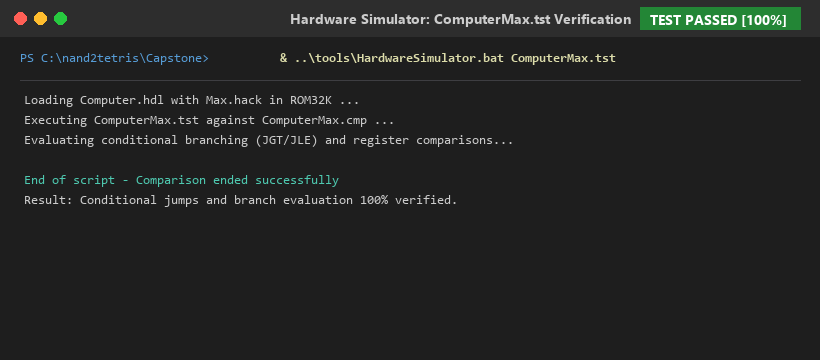 Hardware Simulator: ComputerMax.tst Verification TEST PASSED [100%]
PS C:\nand2tetris\Capstone> & ..\tools\HardwareSimulator.bat ComputerMax.tst
Loading Computer.hdl with Max.hack in ROM32K ...
Executing ComputerMax.tst against ComputerMax.cmp ...
Evaluating conditional branching (JGT/JLE) and register comparisons...
End of script - Comparison ended successfully
Result: Conditional jumps and branch evaluation 100% verified.